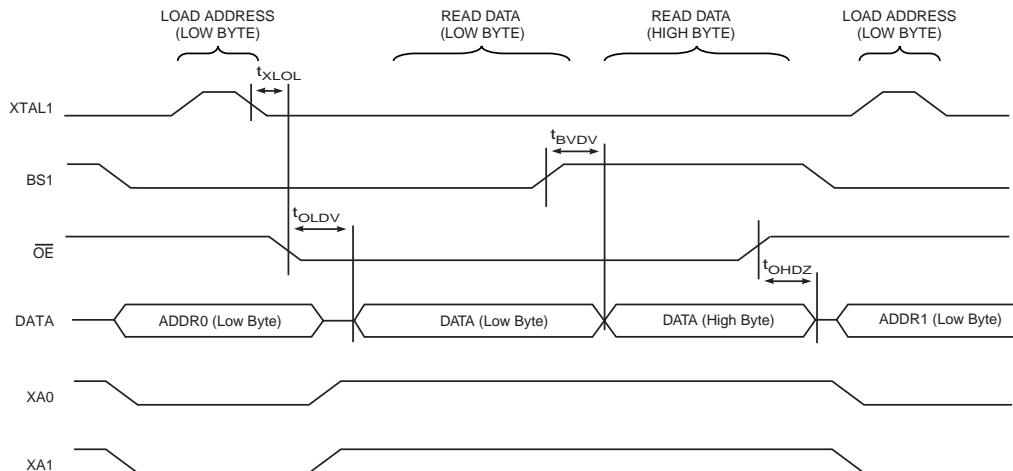 LOAD ADDRESS
(LOW BYTE)
READ DATA
(LOW BYTE)
READ DATA
(HIGH BYTE)
LOAD ADDRESS
(LOW BYTE)
tXLOL
XTAL1
tBVDV
BS1
tOLDV
OE
tOHDZ
DATA
ADDR0 (Low Byte)
DATA (Low Byte)
DATA (High Byte)
ADDR1 (Low Byte)
XA0
XA1